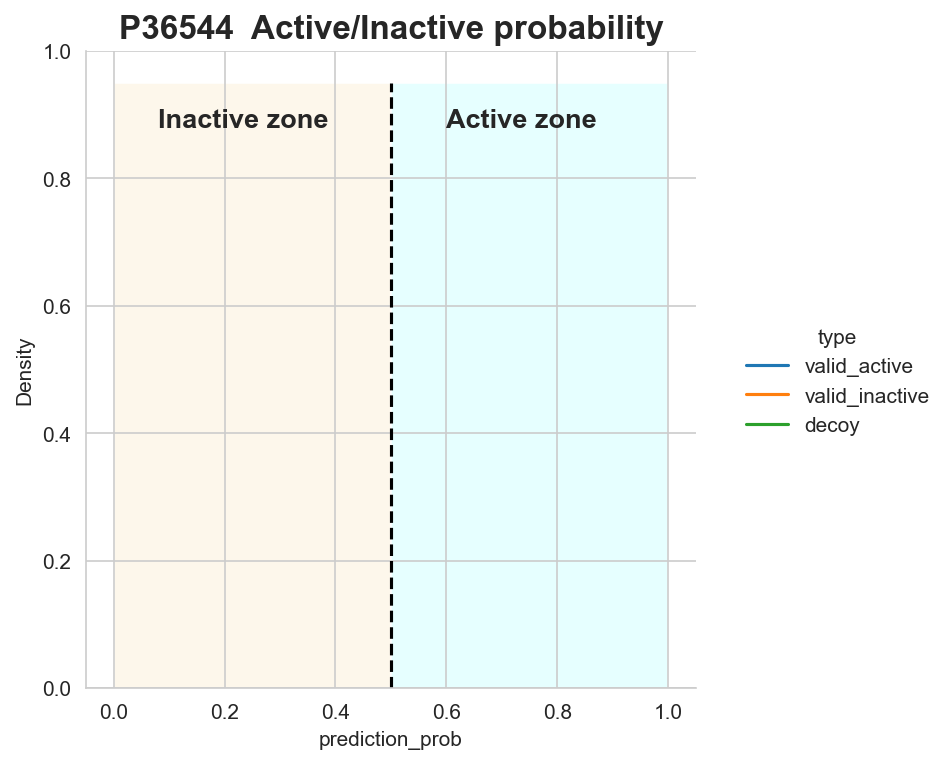 P36544  Active/Inactive probability
1.0
0.8
0.6
0.4
0.2
0.0
Density
Inactive zone
Active zone
0.0 0.2 0.4 0.6 0.8 1.0
prediction_prob
type
valid_active
valid_inactive
decoy